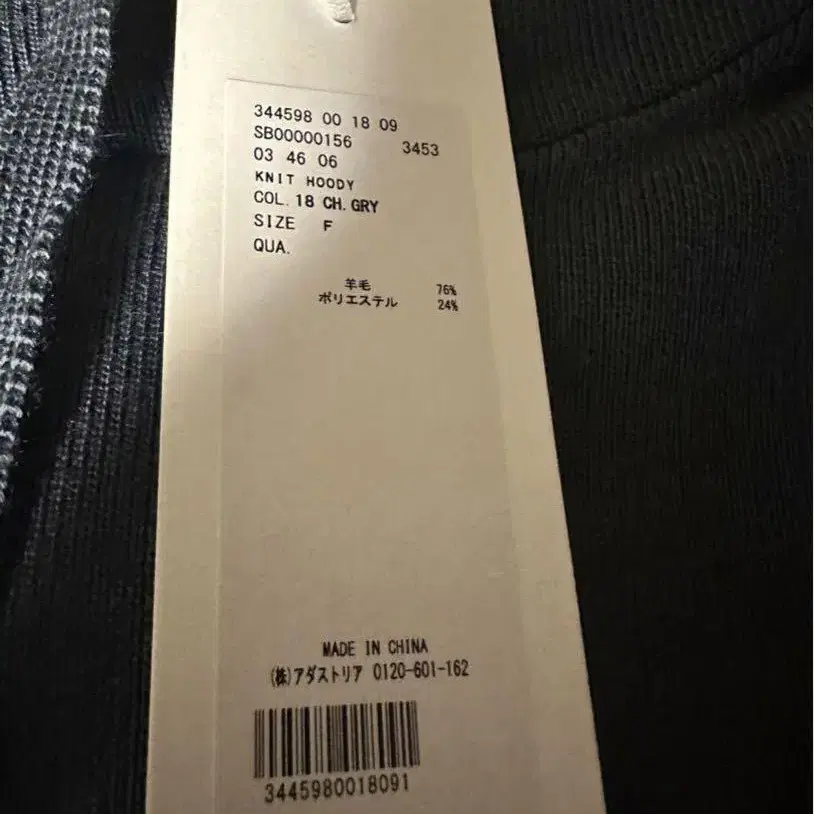 344598 00 18 09
SB00000156 3453
03 46 06
KNIT HOODY
COL. 18 CH. GRY
SIZE F
QUA.
羊毛 76%
ポリエステル 24%
MADE IN CHINA
(株)アダストリア 0120-601-162
3445980018091